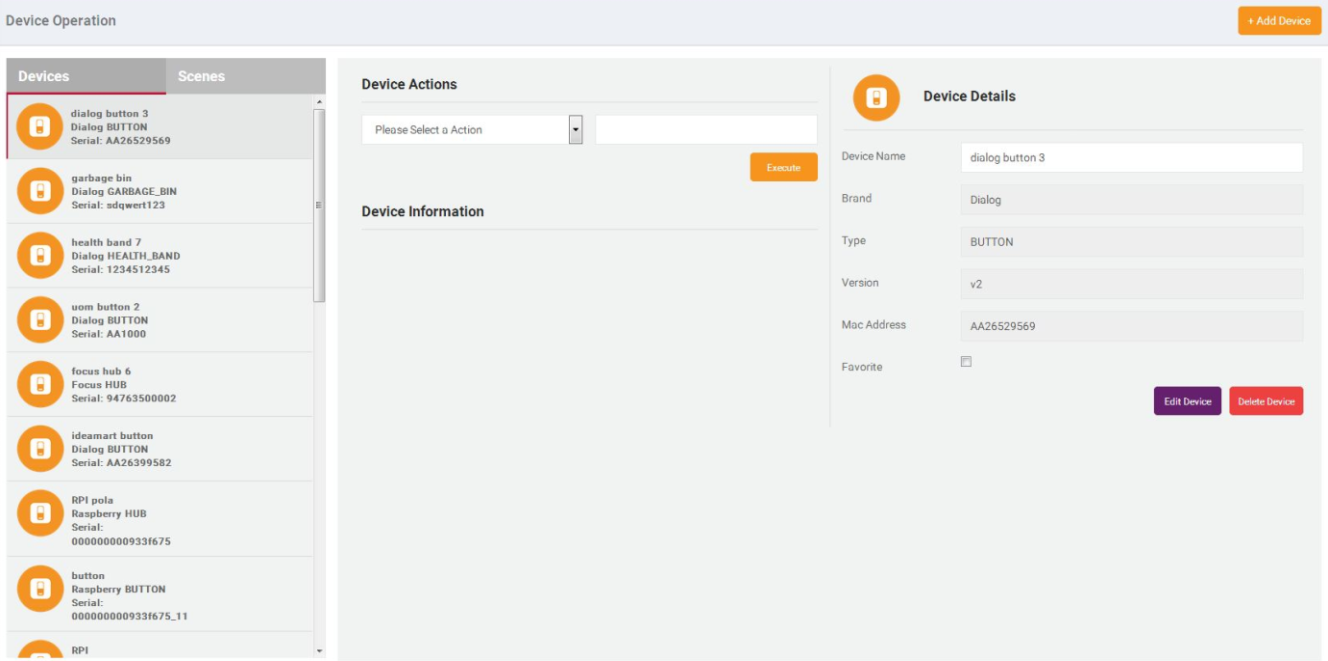 Device Operation
+ Add Device
Devices
Scenes
dialog button 3
Dialog BUTTON
Serial: AA26529569
garbage bin
Dialog GARBAGE_BIN
Serial: sdqwert123
health band 7
Dialog HEALTH_BAND
Serial: 1234512345
uom button 2
Dialog BUTTON
Serial: AA1000
focus hub 6
Focus HUB
Serial: 94763500002
ideamart button
Dialog BUTTON
Serial: AA26399582
RPI pola
Raspberry HUB
Serial:
000000000933f675
button
Raspberry BUTTON
Serial:
000000000933f675_11
RPI
Device Actions
Please Select a Action
Execute
Device Information
Device Details
Device Name
dialog button 3
Brand
Dialog
Type
BUTTON
Version
v2
Mac Address
AA26529569
Favorite
Edit Device
Delete Device